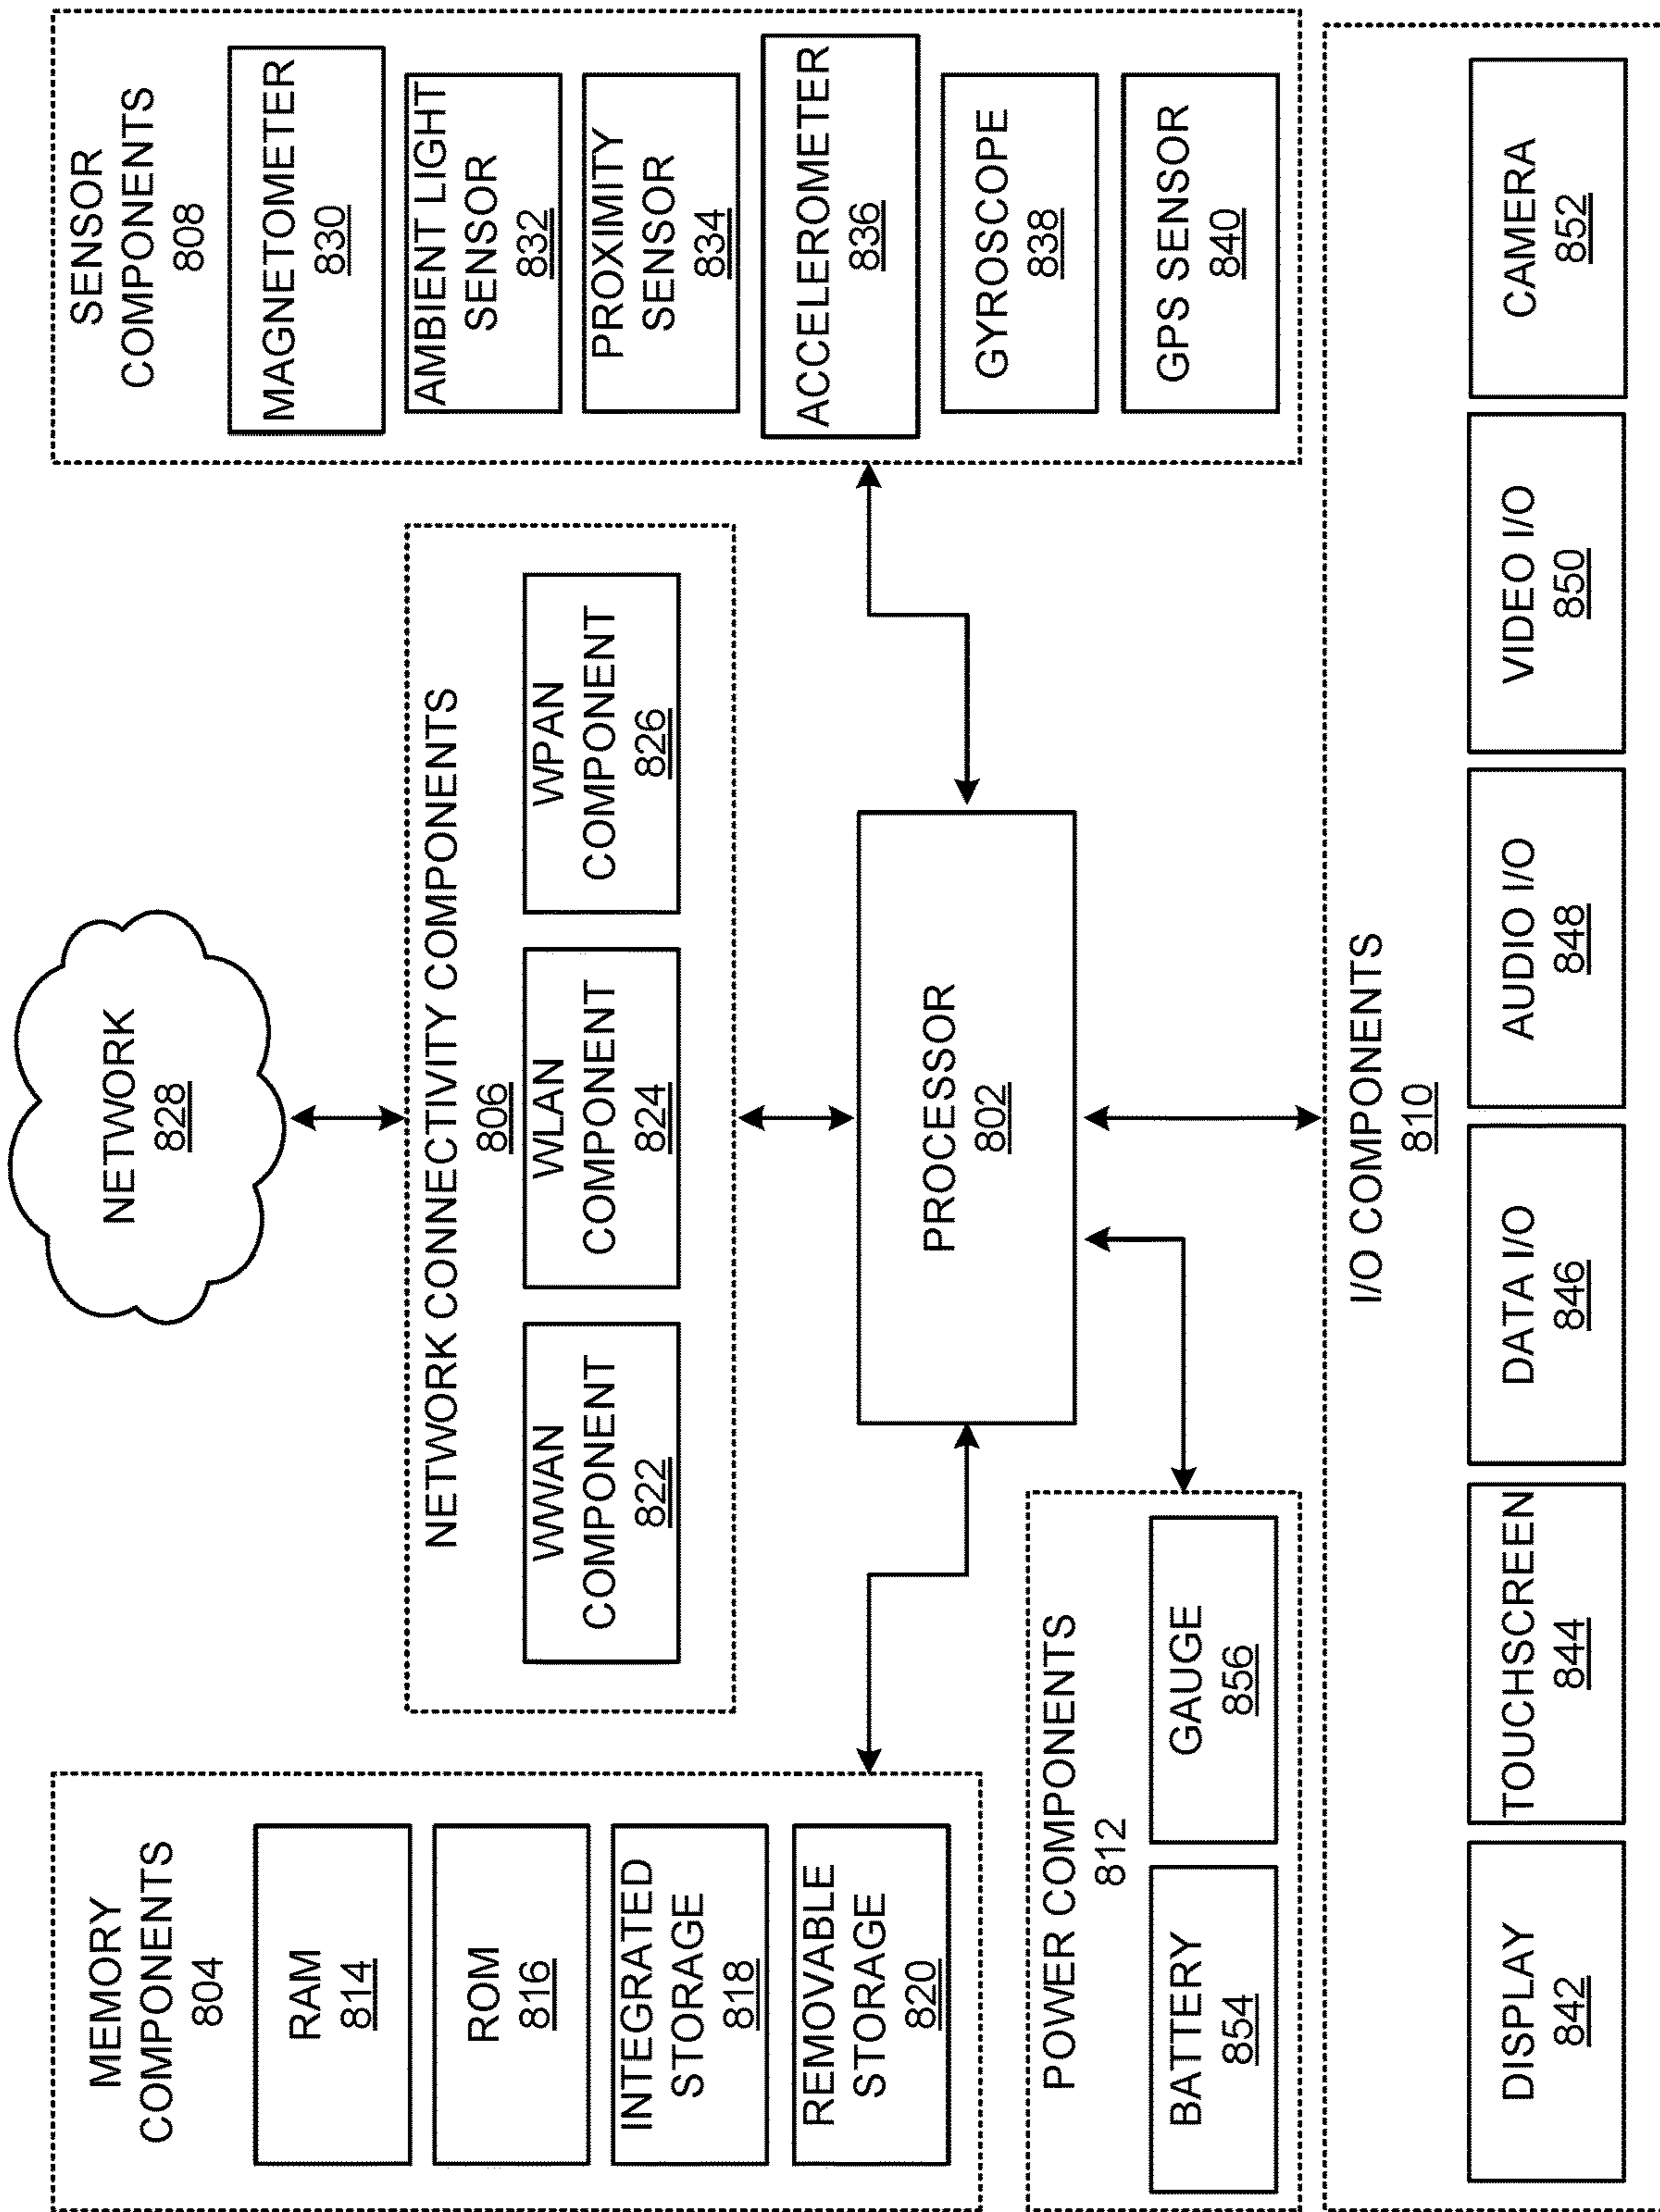 NETWORK
828
MEMORY
COMPONENTS
804
RAM
814
ROM
816
INTEGRATED
STORAGE
818
REMOVABLE
STORAGE
820
NETWORK CONNECTIVITY COMPONENTS
806
WWAN
COMPONENT
822
WLAN
COMPONENT
824
WPAN
COMPONENT
826
SENSOR
COMPONENTS
808
MAGNETOMETER
830
AMBIENT LIGHT
SENSOR
832
PROXIMITY
SENSOR
834
ACCELEROMETER
836
GYROSCOPE
838
GPS SENSOR
840
PROCESSOR
802
POWER COMPONENTS
812
BATTERY
854
GAUGE
856
I/O COMPONENTS
810
DISPLAY
842
TOUCHSCREEN
844
DATA I/O
846
AUDIO I/O
848
VIDEO I/O
850
CAMERA
852